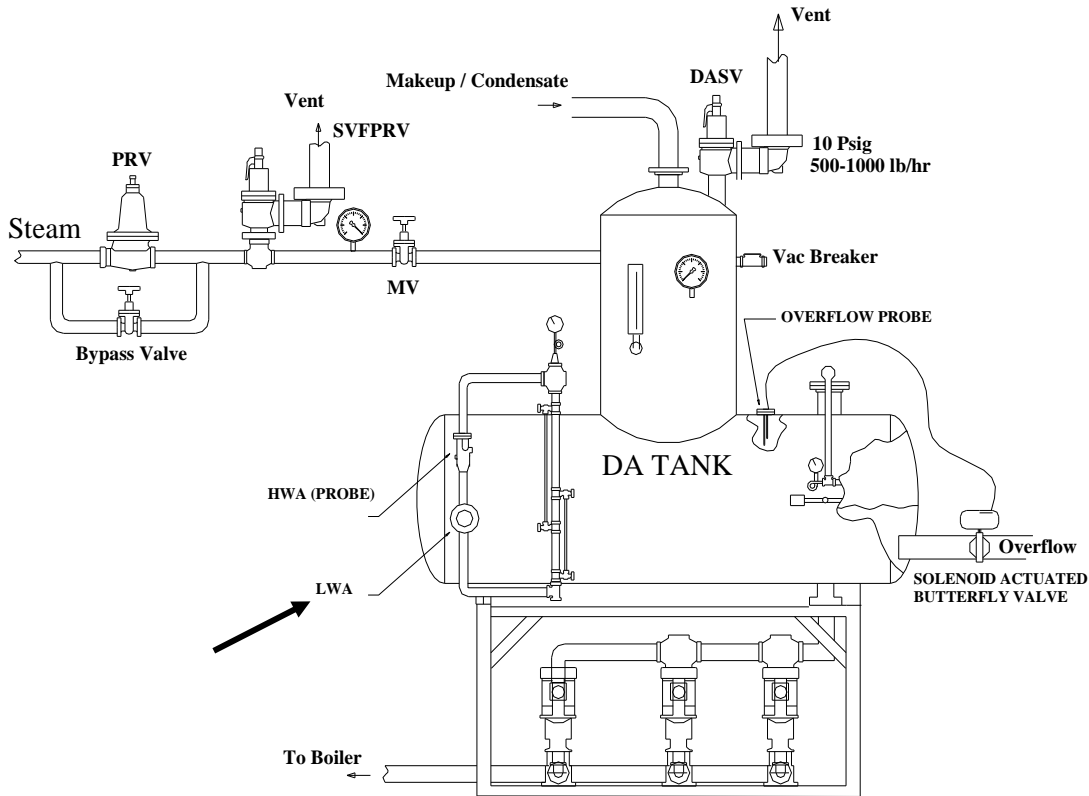 Vent
Makeup / Condensate
DASV
Vent
SVFPRV
PRV
10 Psig
500-1000 lb/hr
Steam
Vac Breaker
MV
OVERFLOW PROBE
Bypass Valve
DA TANK
HWA (PROBE)
Overflow
LWA
SOLENOID ACTUATED
BUTTERFLY VALVE
To Boiler